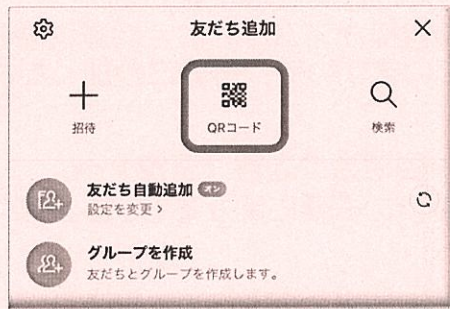 友だち追加
招待
QRコード
検索
友だち自動追加 オン
設定を変更 >
グループを作成
友だちとグループを作成します。